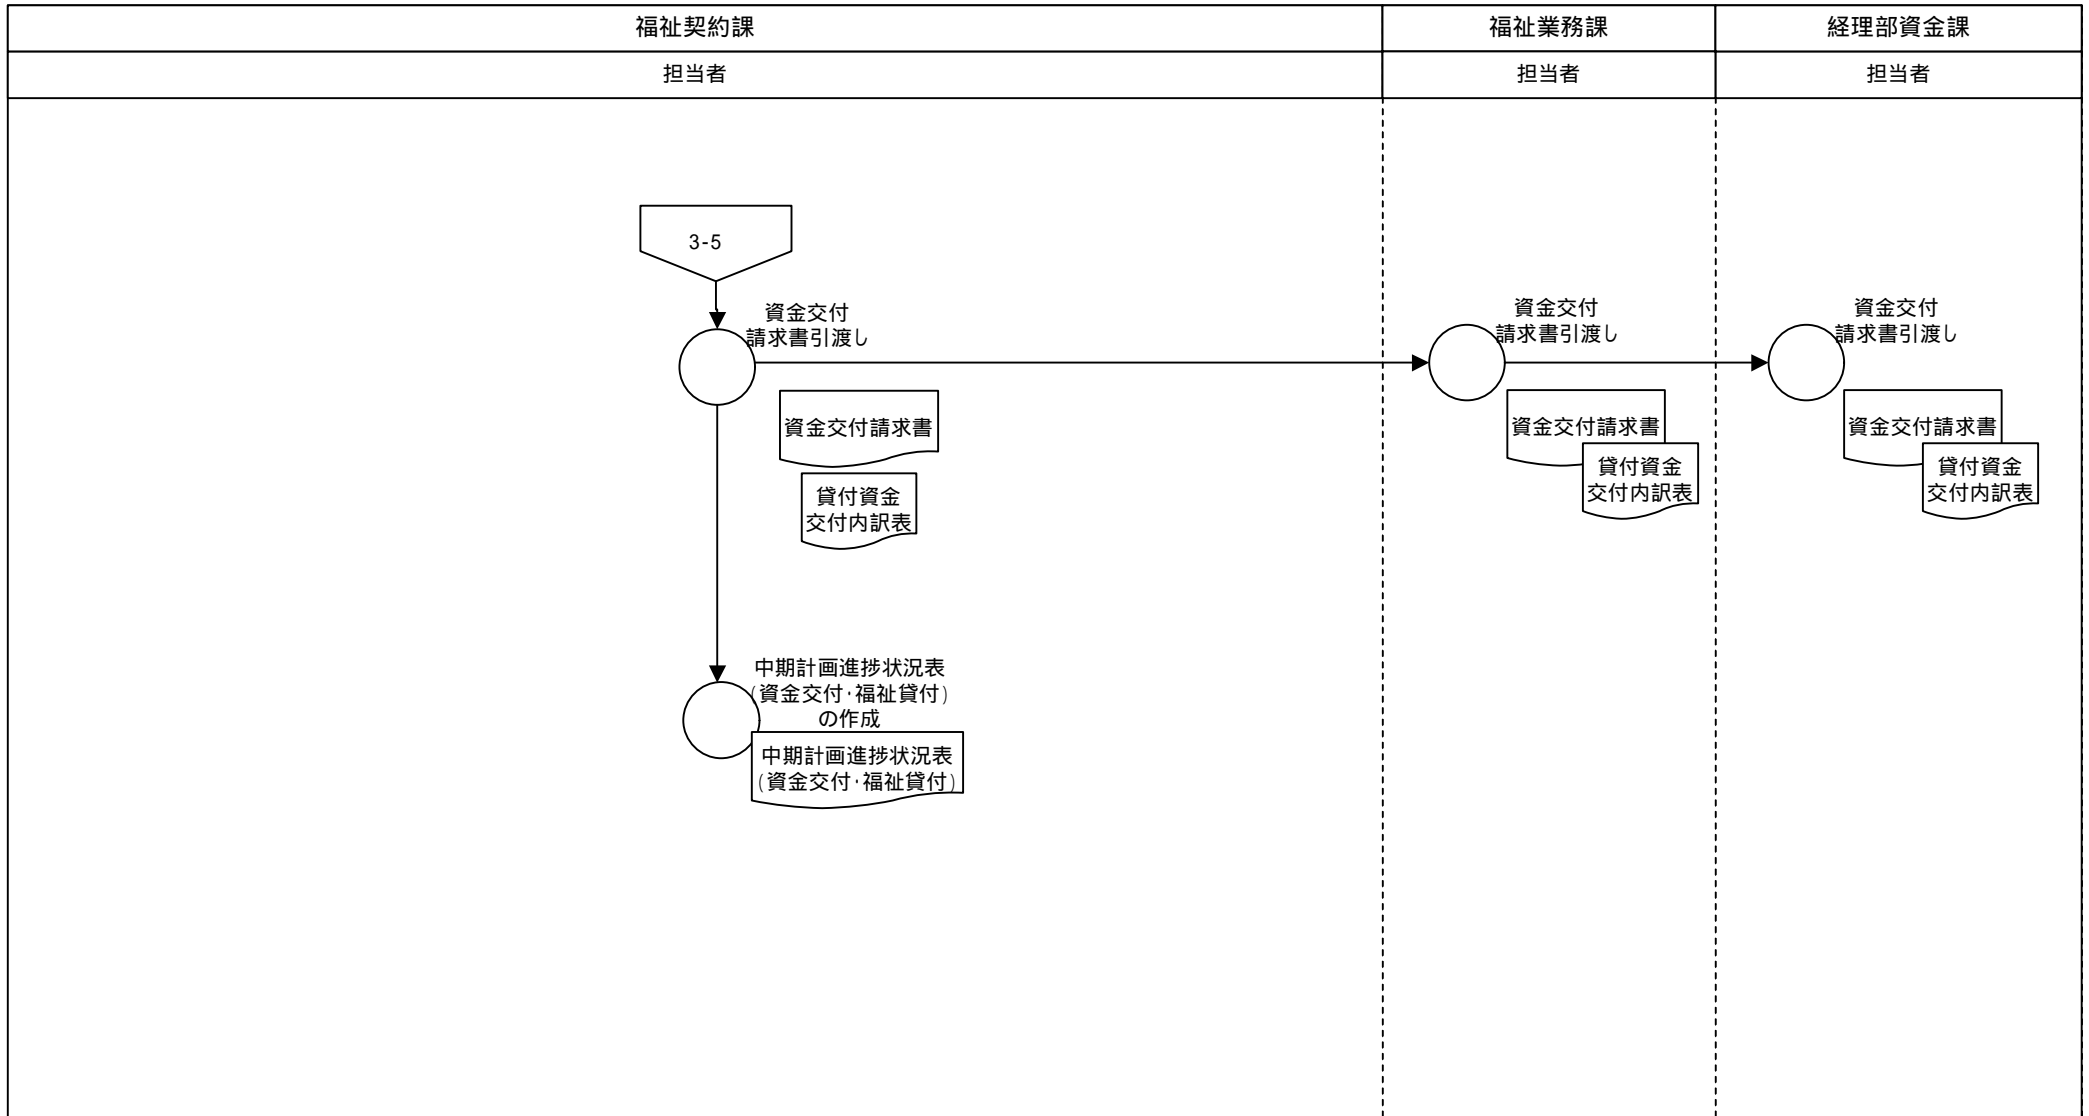 福祉契約課
福祉業務課
経理部資金課
担当者
担当者
担当者
3-5
資金交付
請求書引渡し
資金交付請求書
貸付資金
交付内訳表
資金交付
請求書引渡し
資金交付請求書
貸付資金
交付内訳表
資金交付
請求書引渡し
資金交付請求書
貸付資金
交付内訳表
中期計画進捗状況表
(資金交付･福祉貸付)
の作成
中期計画進捗状況表
(資金交付･福祉貸付)